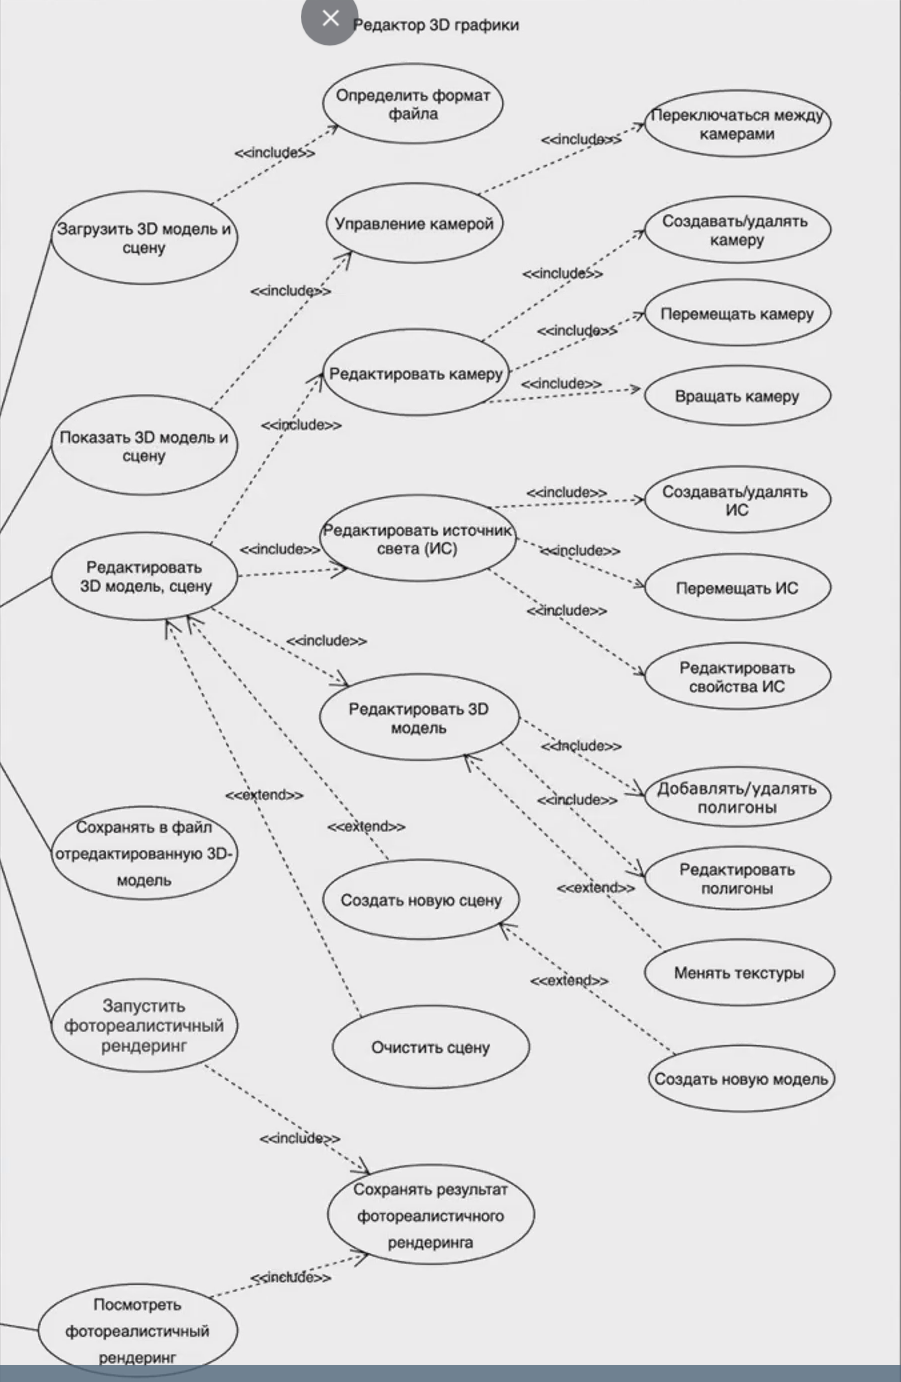 Редактор 3D графики
Определить формат
файла
Переключаться между
камерами
<<include>>
<<include>>
Загрузить 3D модель и
сцену
Управление камерой
Создавать/удалять
камеру
<<include>>
<<include>>
Перемещать камеру
<<include>>
Редактировать камеру
<<include>>
Вращать камеру
<<include>>
Показать 3D модель и
сцену
<<include>>
Создавать/удалять
ИС
Редактировать источник
света (ИС)
<<include>>
<<include>>
Редактировать
3D модель, сцену
Перемещать ИС
<<include>>
<<include>>
Редактировать
свойства ИС
Редактировать 3D
модель
<<include>>
Добавлять/удалять
полигоны
<<extend>>
<<include>>
<<extend>>
Сохранять в файл
отредактированную 3D-
модель
Редактировать
полигоны
<<extend>>
Создать новую сцену
Менять текстуры
<<extend>>
Запустить
фотореалистичный
рендеринг
Очистить сцену
Создать новую модель
<<include>>
Сохранять результат
фотореалистичного
рендеринга
<<include>>
Посмотреть
фотореалистичный
рендеринг